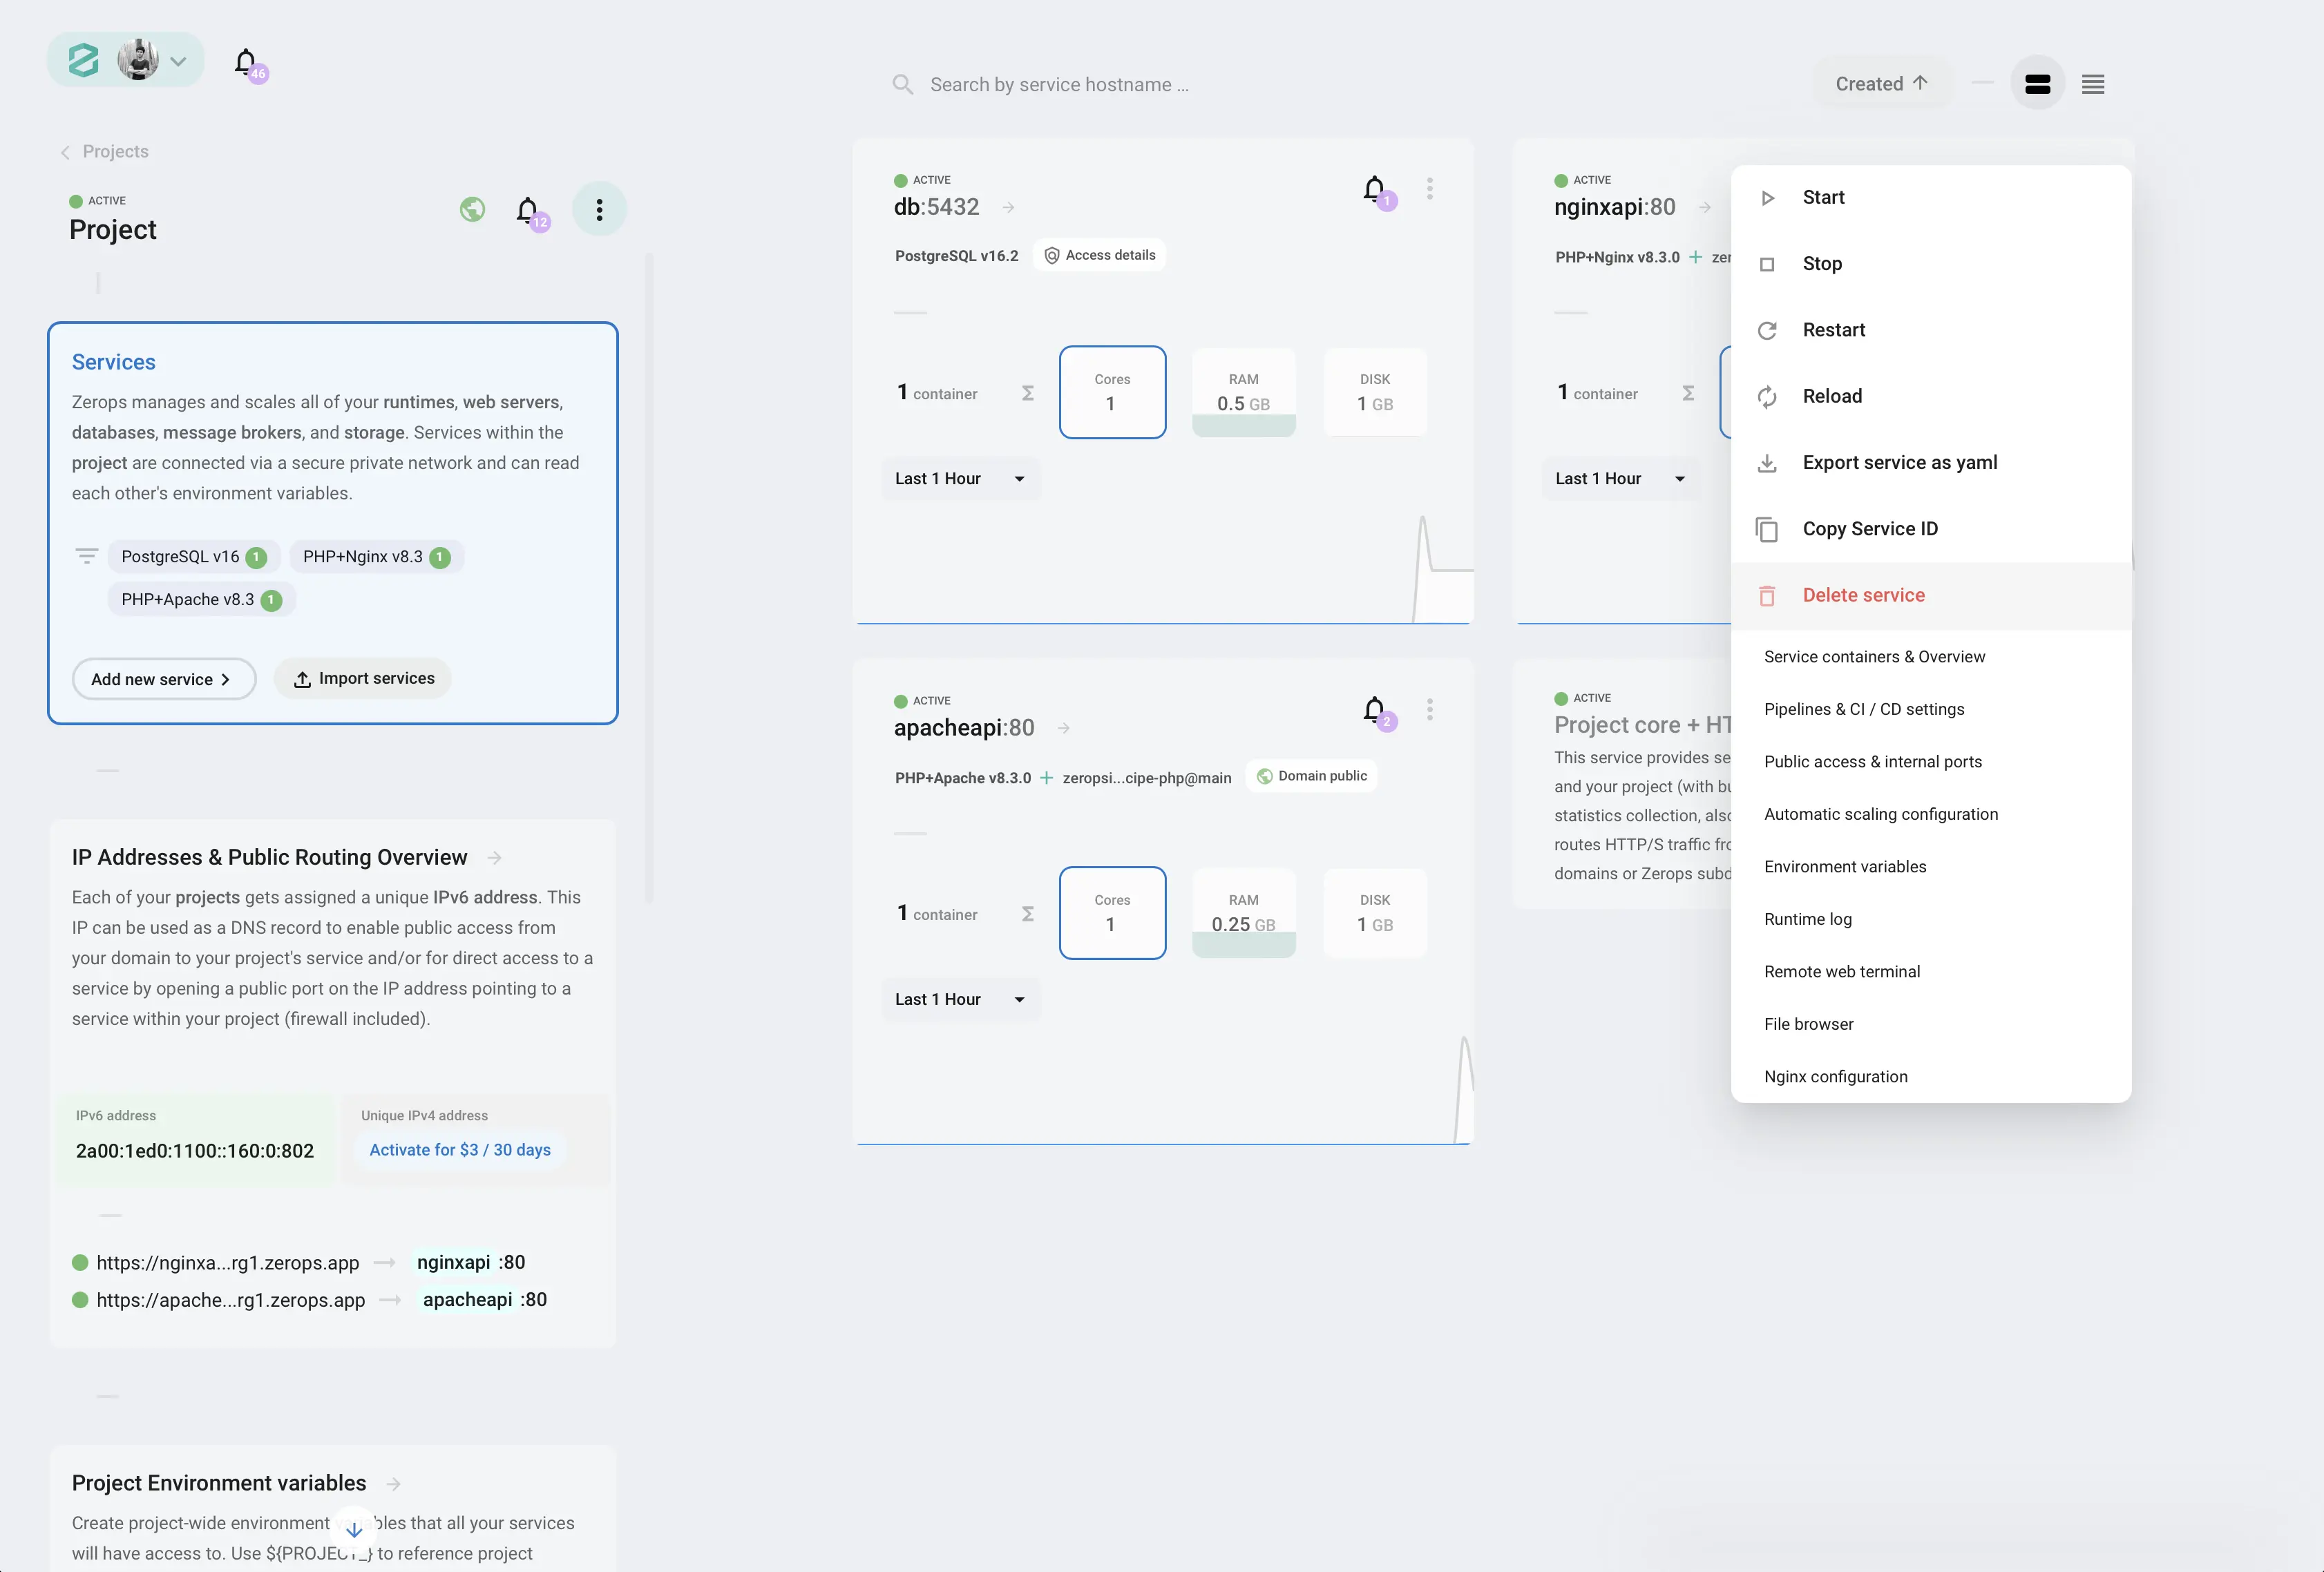 46
Search by service hostname ...
Created
Projects
ACTIVE
Project
12
Services
Zerops manages and scales all of your runtimes, web servers,
databases, message brokers, and storage. Services within the
project are connected via a secure private network and can read
each other's environment variables.
PostgreSQL v16 1
PHP+Nginx v8.3 1
PHP+Apache v8.3 1
Add new service
Import services
IP Addresses & Public Routing Overview
Each of your projects gets assigned a unique IPv6 address. This
IP can be used as a DNS record to enable public access from
your domain to your project's service and/or for direct access to a
service by opening a public port on the IP address pointing to a
service within your project (firewall included).
IPv6 address
2a00:1ed0:1100::160:0:802
Unique IPv4 address
Activate for $3 / 30 days
https://nginxa...rg1.zerops.app
nginxapi :80
https://apache...rg1.zerops.app
apacheapi :80
Project Environment variables
Create project-wide environment bles that all your services
will have access to. Use ${PROJECT_} to reference project
ACTIVE
db:5432
1
PostgreSQL v16.2
Access details
1 container
Σ
Cores
1
RAM
0.5 GB
DISK
1 GB
Last 1 Hour
ACTIVE
nginxapi:80
PHP+Nginx v8.3.0 + zer
1 container
Σ
Last 1 Hour
ACTIVE
apacheapi:80
2
PHP+Apache v8.3.0 + zeropsi...cipe-php@main
Domain public
1 container
Σ
Cores
1
RAM
0.25 GB
DISK
1 GB
Last 1 Hour
ACTIVE
Project core + HT
This service provides se
and your project (with bu
statistics collection, also
routes HTTP/S traffic fro
domains or Zerops subd
Start
Stop
Restart
Reload
Export service as yaml
Copy Service ID
Delete service
Service containers & Overview
Pipelines & CI / CD settings
Public access & internal ports
Automatic scaling configuration
Environment variables
Runtime log
Remote web terminal
File browser
Nginx configuration